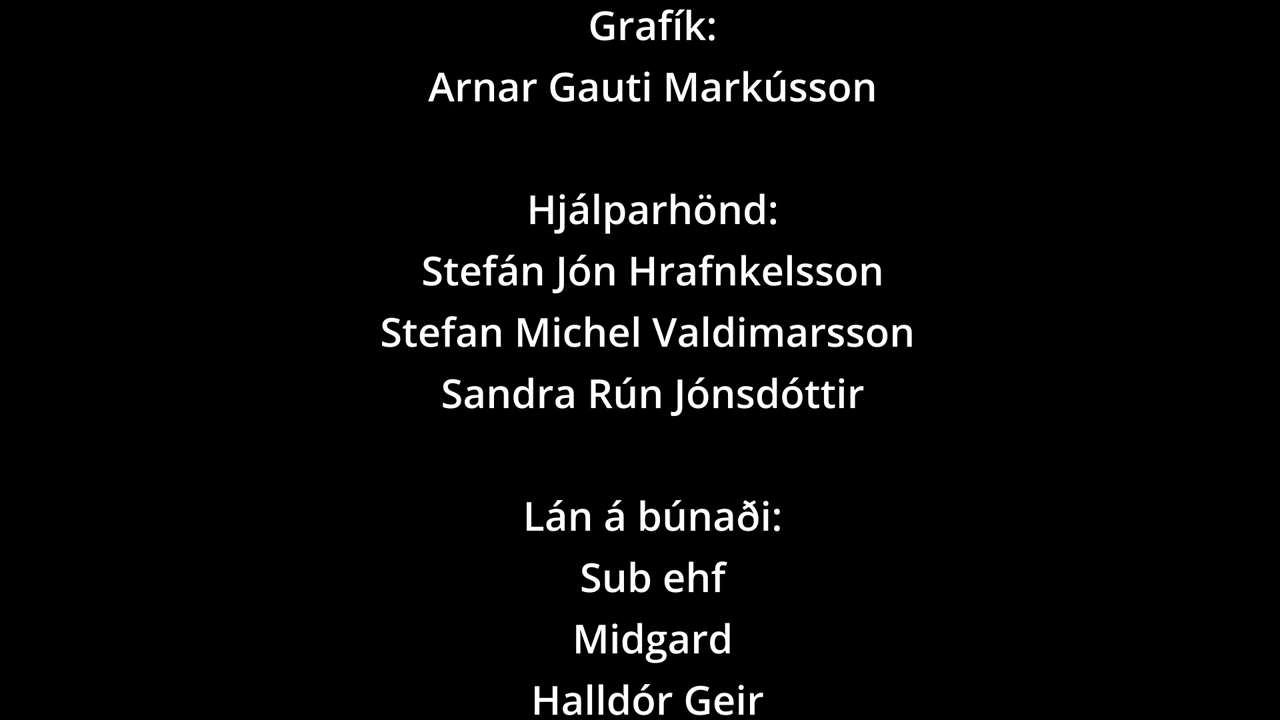 Grafík:
Arnar Gauti Markússon
Hjálparhönd:
Stefán Jón Hrafnkelsson
Stefan Michel Valdimarsson
Sandra Rún Jónsdóttir
Lán á búnaði:
Sub ehf
Midgard
Halldór Geir